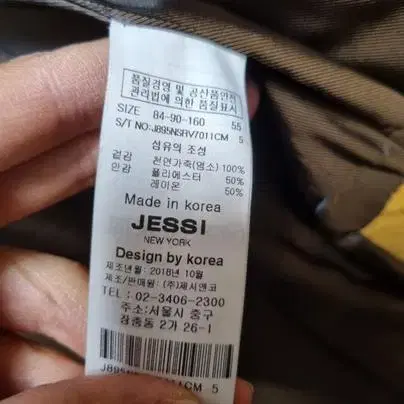 품질경영 및 공산품안전
관리법에 의한 품질표시
SIZE 84-90-160 55
S/T NO:J895NSRV7011CM 5
섬유의 조성
겉감 천연가죽(염소) 100%
안감 폴리에스터 50%
레이온 50%
Made in korea
JESSI
NEW YORK
Design by korea
제조년월: 2018년 10월
제조/판매원: (주)제시앤코
TEL : 02-3406-2300
주소:서울시 중구
장충동 2가 26-1
CM 5